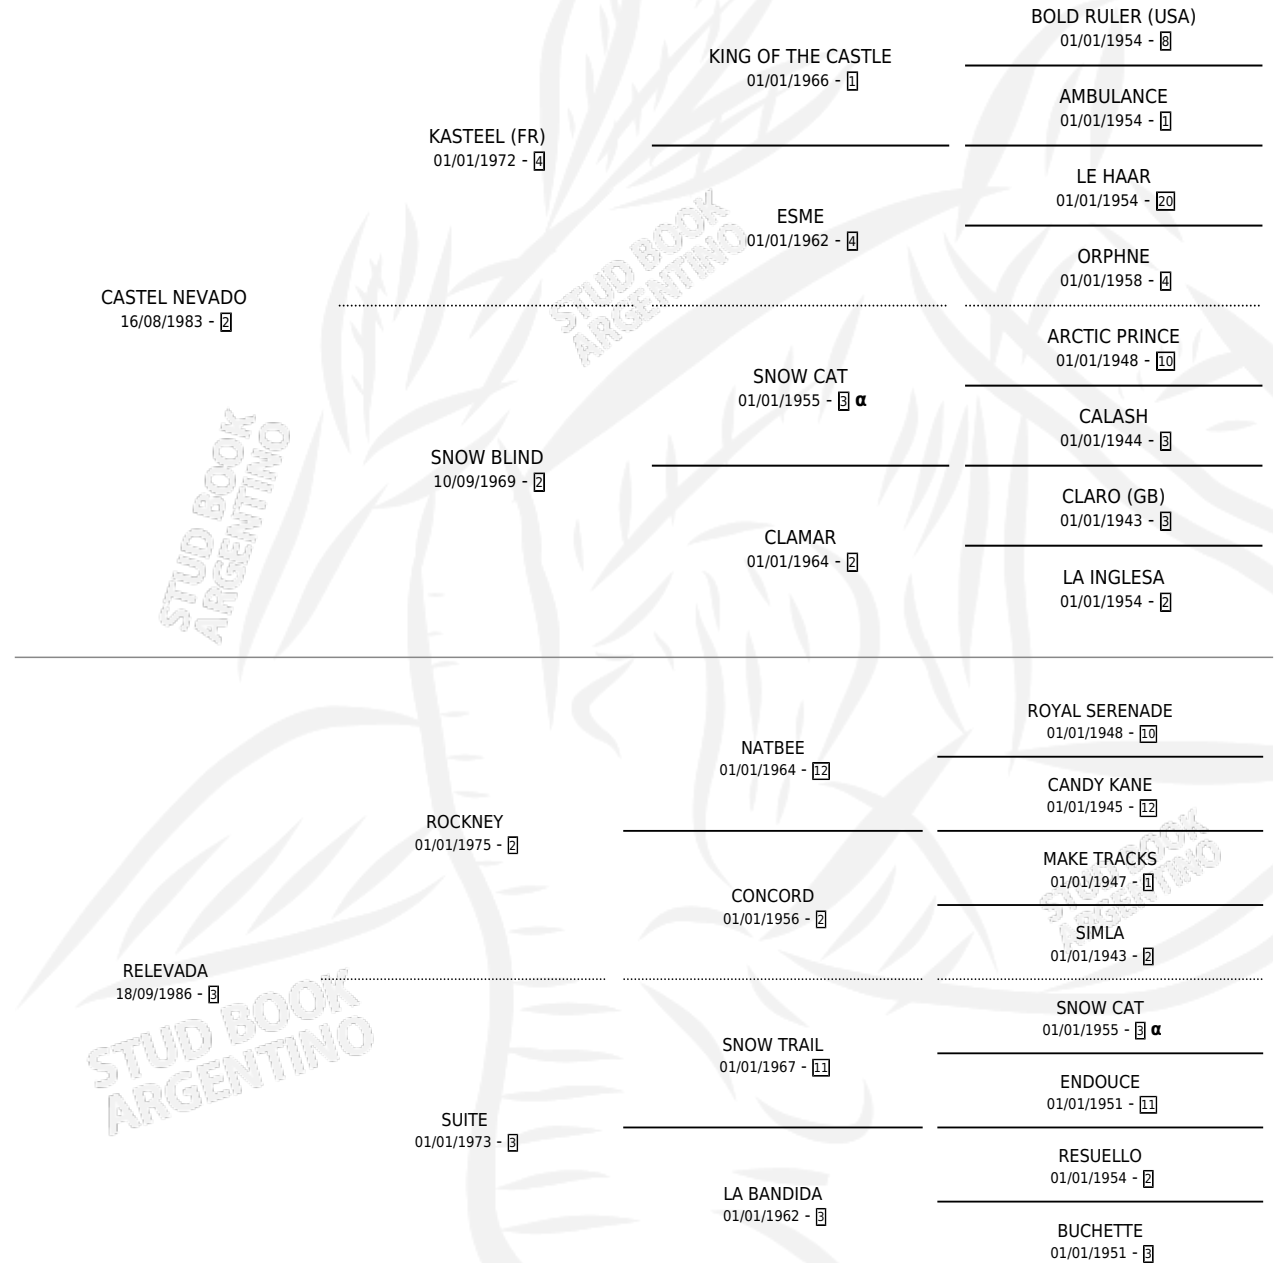 BOLD RULER (USA)
01/01/1954 - 8
KING OF THE CASTLE
01/01/1966 - 1
AMBULANCE
01/01/1954 - 1
KASTEEL (FR)
01/01/1972 - 4
LE HAAR
01/01/1954 - 20
ESME
01/01/1962 - 4
ORPHNE
01/01/1958 - 4
CASTEL NEVADO
16/08/1983 - 2
ARCTIC PRINCE
01/01/1948 - 10
SNOW CAT
01/01/1955 - 3 α
CALASH
01/01/1944 - 3
SNOW BLIND
10/09/1969 - 2
CLARO (GB)
01/01/1943 - 3
CLAMAR
01/01/1964 - 2
LA INGLESA
01/01/1954 - 2
STUD BOOK
ARGENTINO
STUD BOOK
ARGENTINO
ROYAL SERENADE
01/01/1948 - 10
NATBEE
01/01/1964 - 12
CANDY KANE
01/01/1945 - 12
ROCKNEY
01/01/1975 - 2
MAKE TRACKS
01/01/1947 - 1
CONCORD
01/01/1956 - 2
SIMLA
01/01/1943 - 2
RELEVADA
18/09/1986 - 3
SNOW CAT
01/01/1955 - 3 α
SNOW TRAIL
01/01/1967 - 11
ENDOUCE
01/01/1951 - 11
SUITE
01/01/1973 - 3
RESUELLO
01/01/1954 - 2
LA BANDIDA
01/01/1962 - 3
BUCHETTE
01/01/1951 - 3
STUD BOOK
ARGENTINO
STUD BOOK
ARGENTINO